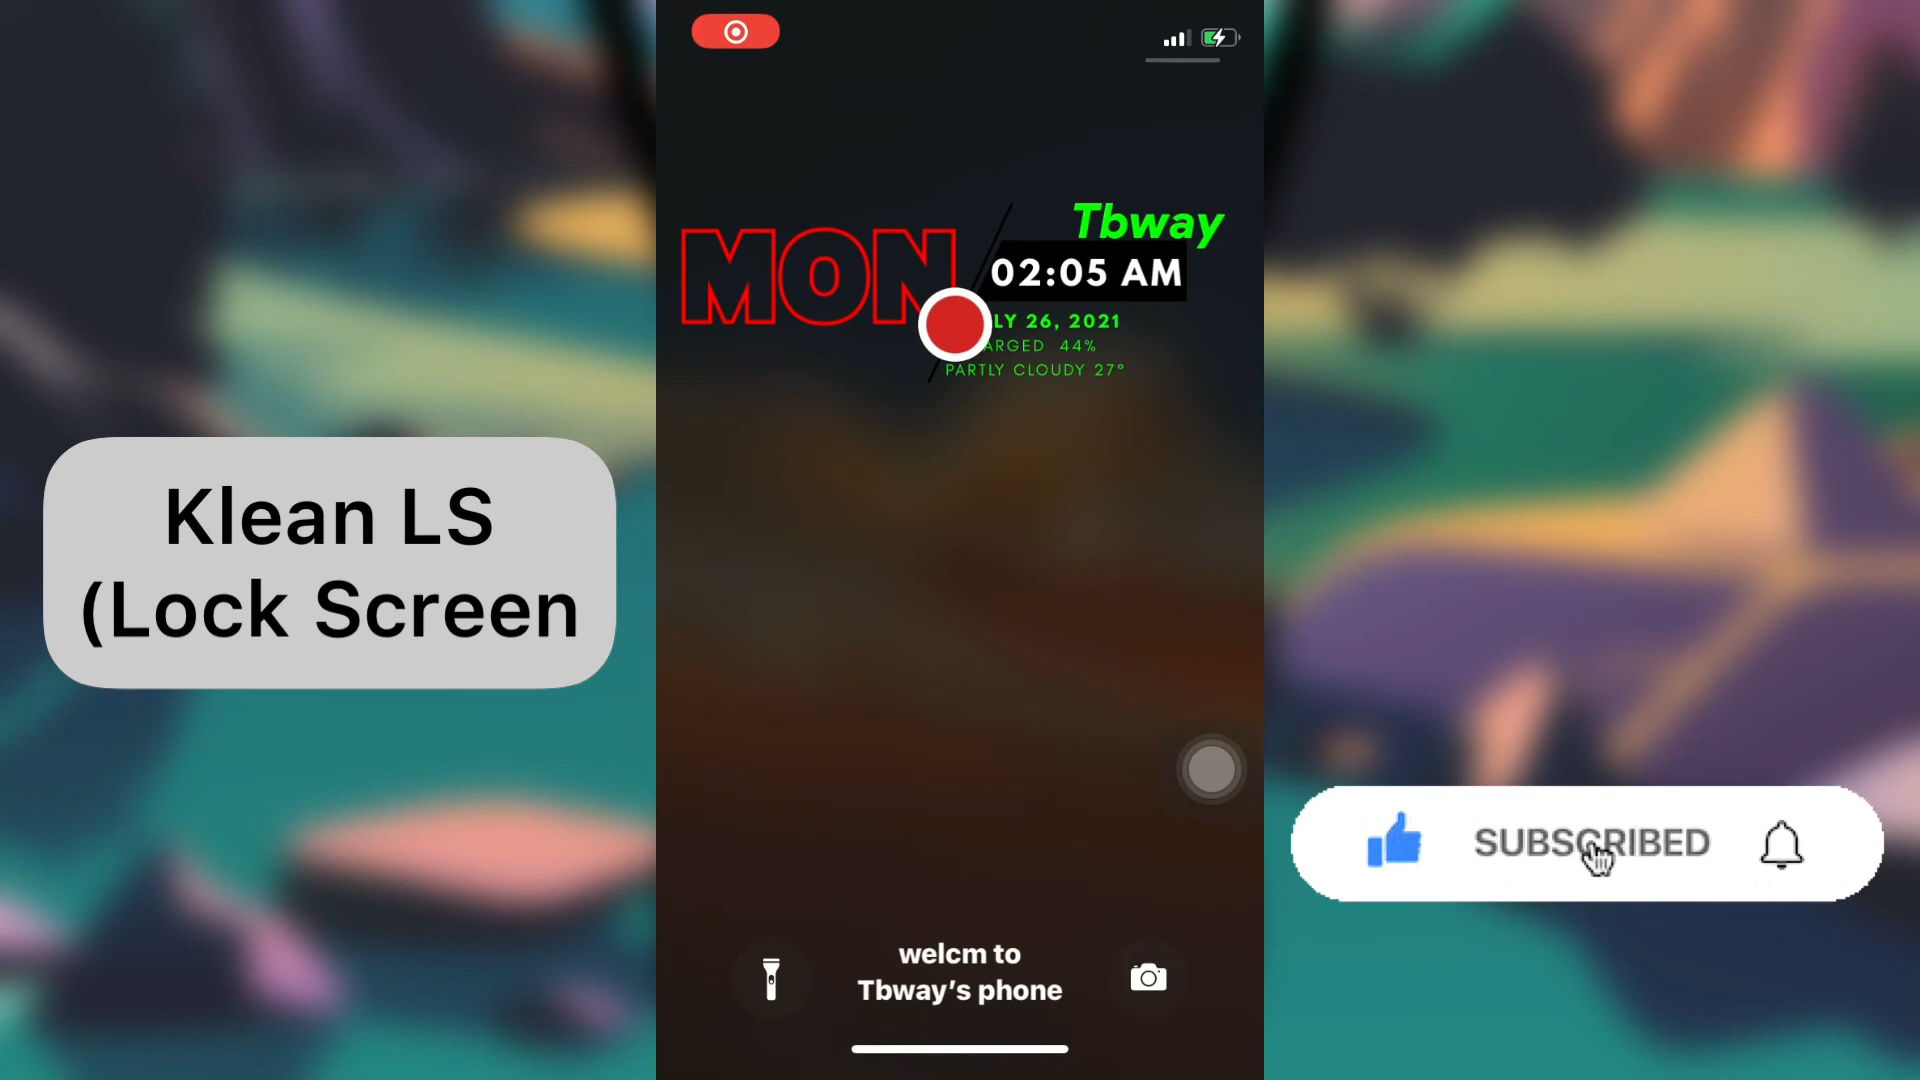 Klean LS
(Lock Screen
MON
Tbway
02:05 AM
LY 26, 2021
ARGED 44%
PARTLY CLOUDY 27°
welcm to
Tbway’s phone
SUBSCRIBED